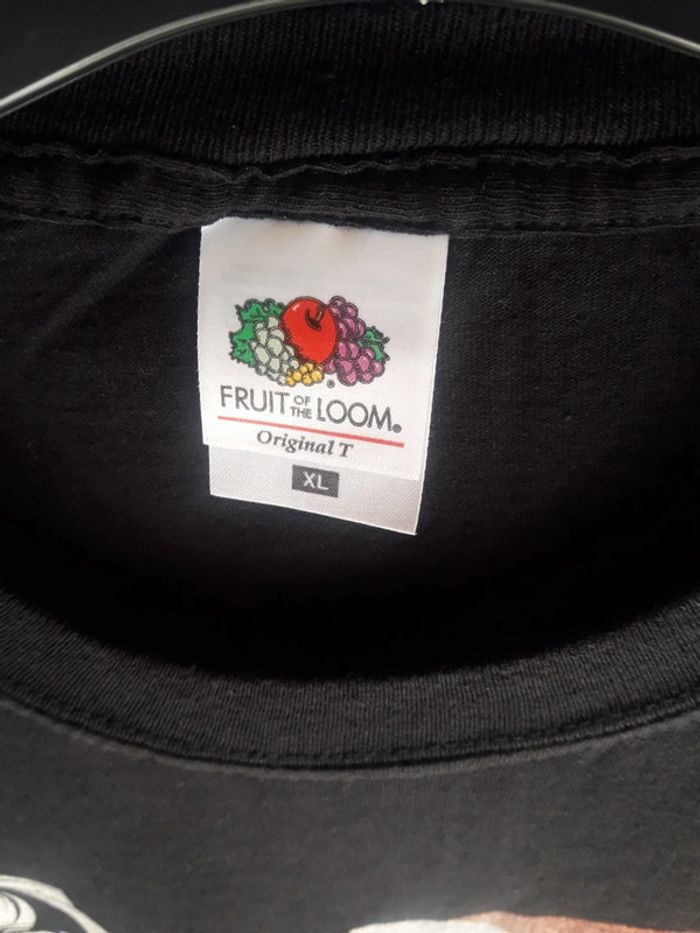 FRUIT OF THE LOOM®
Original T
XL